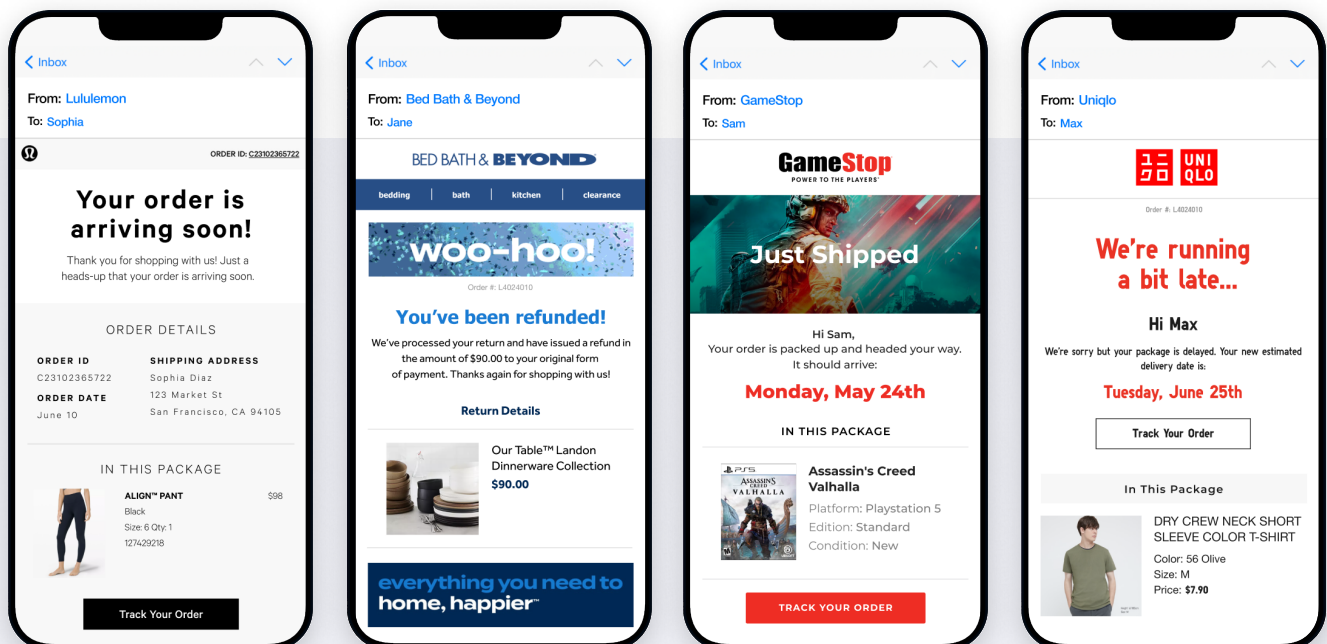 Inbox
From: Lululemon
To: Sophia
ORDER ID: C23102365722
Your order is
arriving soon!
Thank you for shopping with us! Just a
heads-up that your order is arriving soon.
ORDER DETAILS
ORDER ID
C23102365722
ORDER DATE
June 10
SHIPPING ADDRESS
Sophia Diaz
123 Market St
San Francisco, CA 94105
IN THIS PACKAGE
ALIGN™ PANT $98
Black
Size: 6 Qty: 1
127429218
Track Your Order
Inbox
From: Bed Bath & Beyond
To: Jane
BED BATH & BEYOND
bedding bath kitchen clearance
woo-hoo!
Order #: L4024010
You've been refunded!
We've processed your return and have issued a refund in
the amount of $90.00 to your original form
of payment. Thanks again for shopping with us!
Return Details
Our Table™ Landon
Dinnerware Collection
$90.00
everything you need to
home, happier™
Inbox
From: GameStop
To: Sam
GameStop
POWER TO THE PLAYERS
Just Shipped
Hi Sam,
Your order is packed up and headed your way.
It should arrive:
Monday, May 24th
IN THIS PACKAGE
PS5
ASSASSIN'S
CREED
VALHALLA
Assassin's Creed
Valhalla
Platform: Playstation 5
Edition: Standard
Condition: New
TRACK YOUR ORDER
Inbox
From: Uniqlo
To: Max
ユニ
クロ
UNI
QLO
Order #: L4024010
We're running
a bit late...
Hi Max
We're sorry but your package is delayed. Your new estimated
delivery date is:
Tuesday, June 25th
Track Your Order
In This Package
DRY CREW NECK SHORT
SLEEVE COLOR T-SHIRT
Color: 56 Olive
Size: M
Price: $7.90